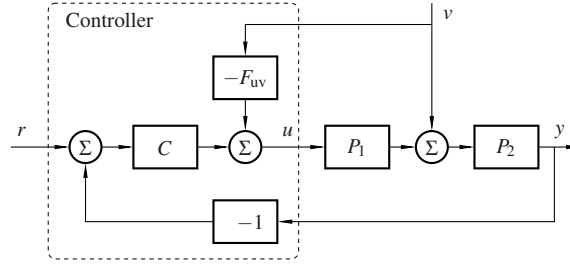 Controller
v
−F_uv
r
Σ
C
Σ
u
P_1
Σ
P_2
y
−1